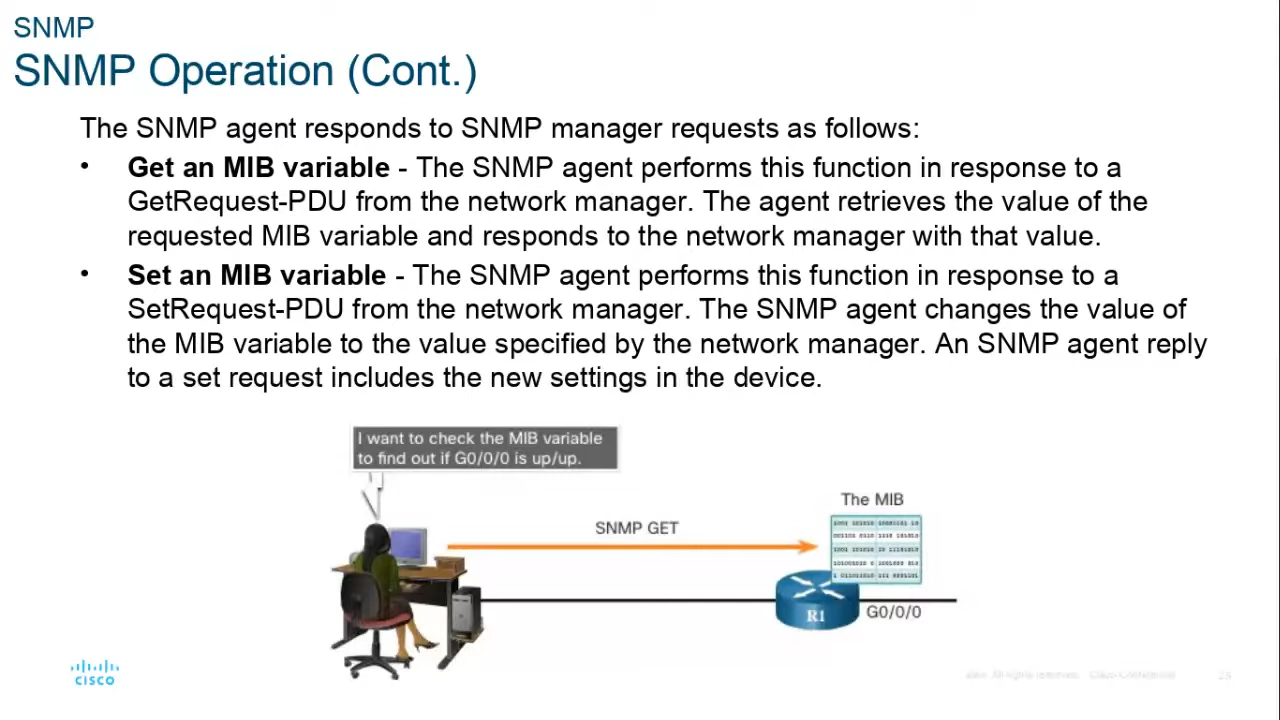 SNMP
SNMP Operation (Cont.)
The SNMP agent responds to SNMP manager requests as follows:
• Get an MIB variable - The SNMP agent performs this function in response to a
GetRequest-PDU from the network manager. The agent retrieves the value of the
requested MIB variable and responds to the network manager with that value.
• Set an MIB variable - The SNMP agent performs this function in response to a
SetRequest-PDU from the network manager. The SNMP agent changes the value of
the MIB variable to the value specified by the network manager. An SNMP agent reply
to a set request includes the new settings in the device.
I want to check the MIB variable
to find out if G0/0/0 is up/up.
The MIB
SNMP GET
R1
G0/0/0
cisco
All rights reserved. Cisco Confidential